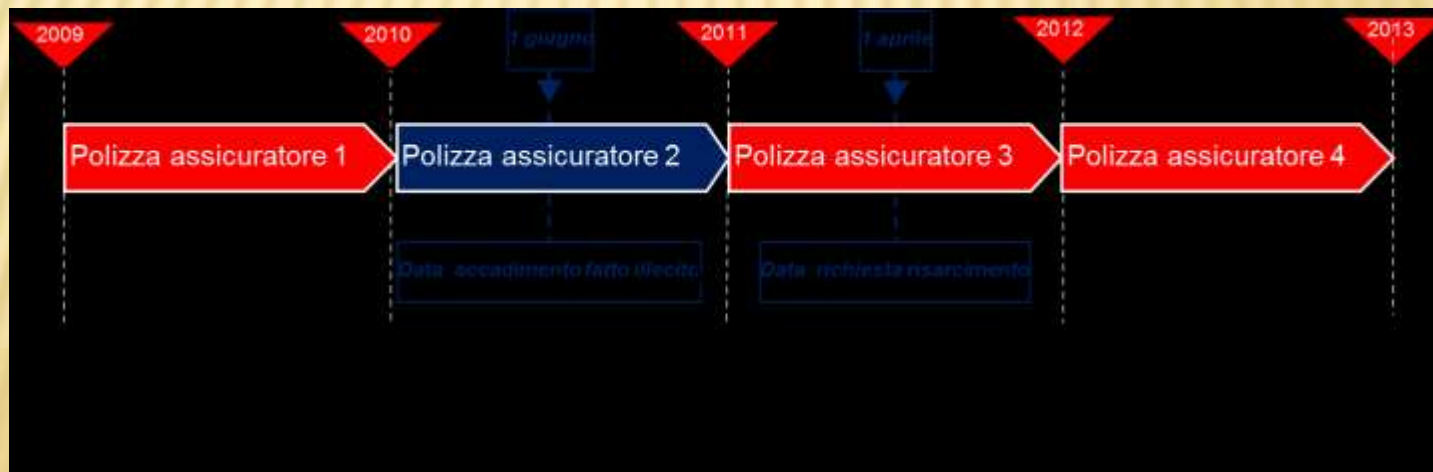 2009
2010
1 giugno
2011
1 aprile
2012
2013
Polizza assicuratore 1
Polizza assicuratore 2
Polizza assicuratore 3
Polizza assicuratore 4
Data accadimento fatto illecito
Data richiesta risarcimento